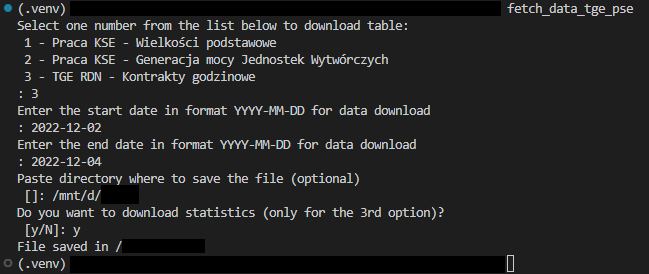 (.venv) fetch_data_tge_pse
Select one number from the list below to download table:
1 - Praca KSE - Wielkości podstawowe
2 - Praca KSE - Generacja mocy Jednostek Wytwórczych
3 - TGE RDN - Kontrakty godzinowe
: 3
Enter the start date in format YYYY-MM-DD for data download
: 2022-12-02
Enter the end date in format YYYY-MM-DD for data download
: 2022-12-04
Paste directory where to save the file (optional)
[]: /mnt/d/
Do you want to download statistics (only for the 3rd option)?
[y/N]: y
File saved in /
(.venv)